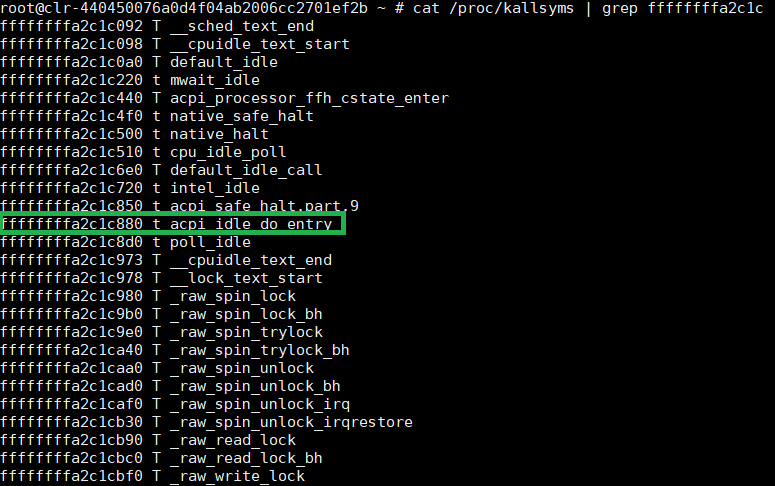 root@clr-440450076a0d4f04ab2006cc2701ef2b ~ # cat /proc/kallsyms | grep ffffffffa2c1c
ffffffffa2c1c092 T __sched_text_end
ffffffffa2c1c098 T __cpuidle_text_start
ffffffffa2c1c0a0 T default_idle
ffffffffa2c1c220 t mwait_idle
ffffffffa2c1c440 T acpi_processor_ffh_cstate_enter
ffffffffa2c1c4f0 t native_safe_halt
ffffffffa2c1c500 t native_halt
ffffffffa2c1c510 t cpu_idle_poll
ffffffffa2c1c6e0 T default_idle_call
ffffffffa2c1c720 t intel_idle
ffffffffa2c1c850 t acpi_safe_halt.part.9
ffffffffa2c1c880 t acpi_idle_do_entry
ffffffffa2c1c8d0 t poll_idle
ffffffffa2c1c973 T __cpuidle_text_end
ffffffffa2c1c978 T __lock_text_start
ffffffffa2c1c980 T _raw_spin_lock
ffffffffa2c1c9b0 T _raw_spin_lock_bh
ffffffffa2c1c9e0 T _raw_spin_trylock
ffffffffa2c1ca40 T _raw_spin_trylock_bh
ffffffffa2c1caa0 T _raw_spin_unlock
ffffffffa2c1cad0 T _raw_spin_unlock_bh
ffffffffa2c1caf0 T _raw_spin_unlock_irq
ffffffffa2c1cb30 T _raw_spin_unlock_irqrestore
ffffffffa2c1cb90 T _raw_read_lock
ffffffffa2c1cbc0 T _raw_read_lock_bh
ffffffffa2c1cbf0 T _raw_write_lock